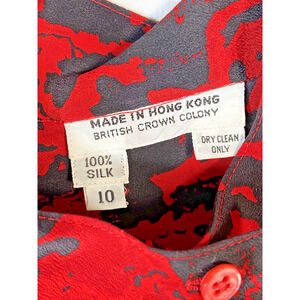 MADE IN HONG KONG
BRITISH CROWN COLONY
DRY CLEAN
ONLY
100%
SILK
10